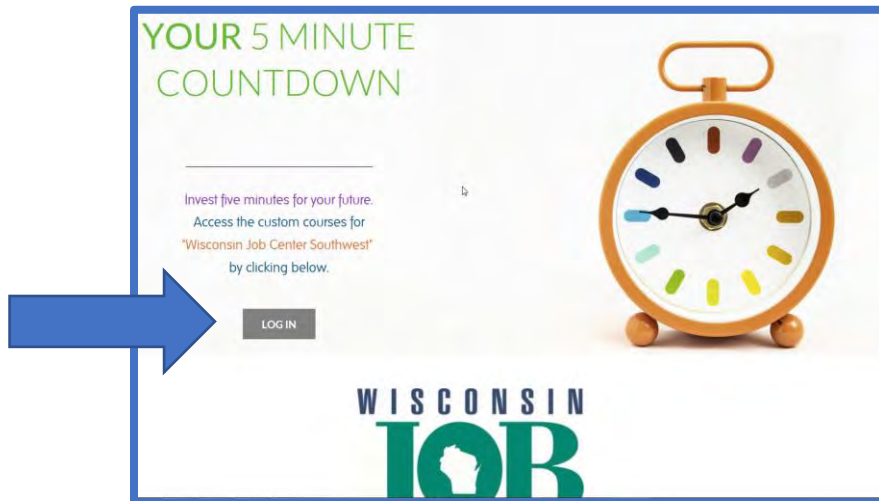 YOUR 5 MINUTE
COUNTDOWN
Invest five minutes for your future.
Access the custom courses for
"Wisconsin Job Center Southwest"
by clicking below.
LOG IN
WISCONSIN
JOB